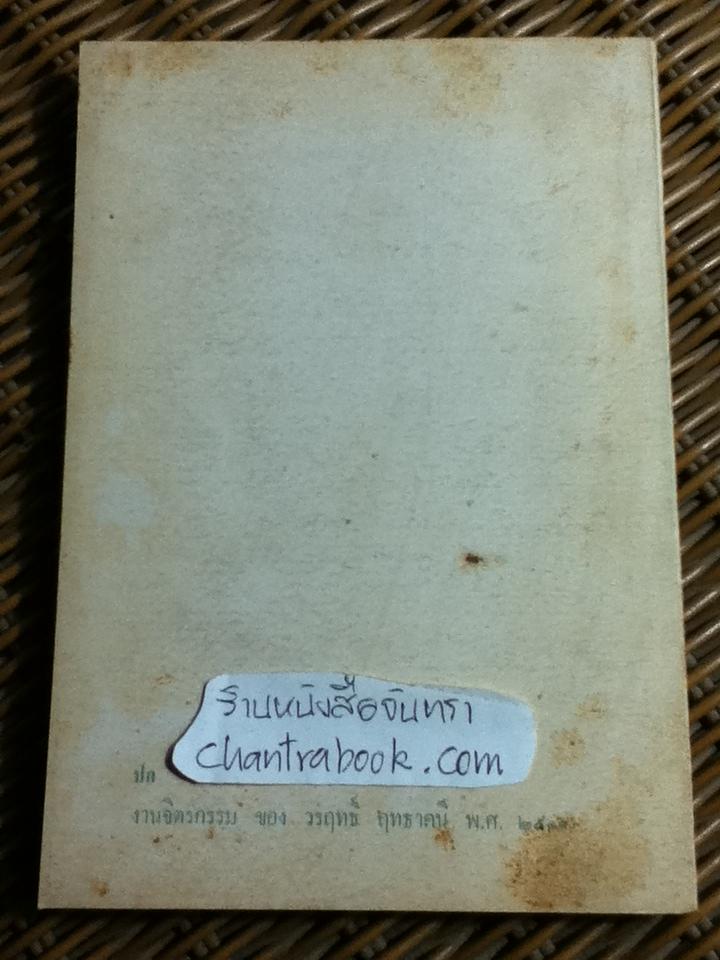 ร้านหนังสือจันทรา
chantrabook.com
ปก
งานจิตรกรรม ของ วรฤทธิ์ ฤทธาคนี พ.ศ.